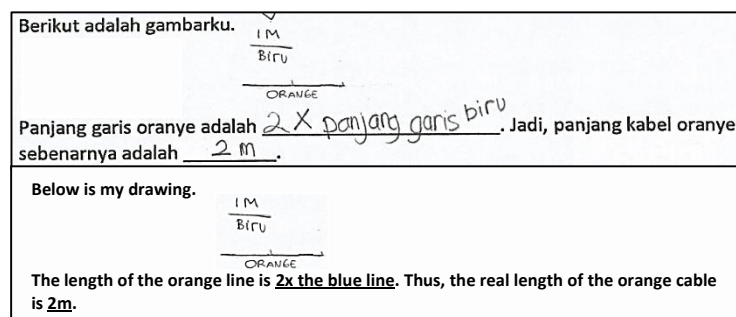 Berikut adalah gambarku.
1M
Biru
ORANGE
Panjang garis oranye adalah 2 X panjang garis biru. Jadi, panjang kabel oranye
sebenarnya adalah 2 m.
Below is my drawing.
1M
Biru
ORANGE
The length of the orange line is 2x the blue line. Thus, the real length of the orange cable
is 2m.